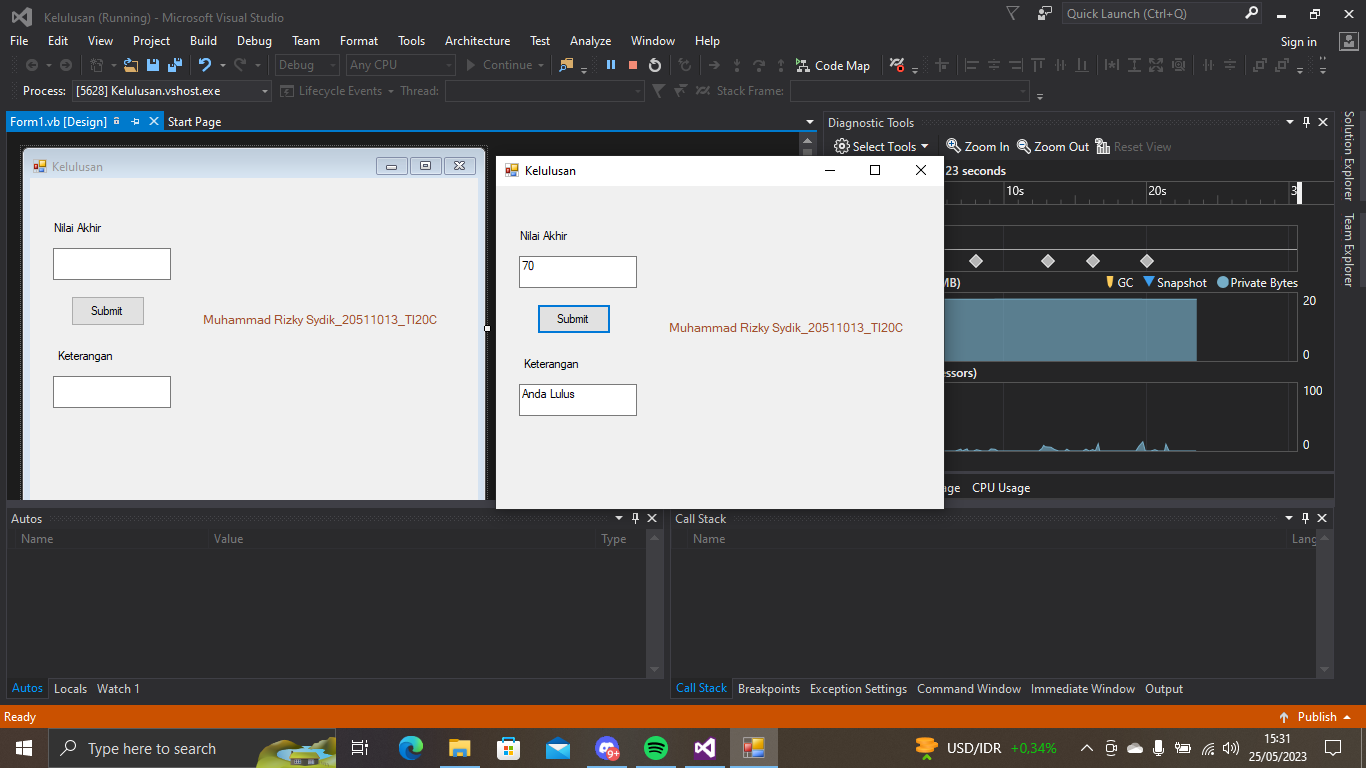 Kelulusan (Running) - Microsoft Visual Studio
Quick Launch (Ctrl+Q)
File Edit View Project Build Debug Team Format Tools Architecture Test Analyze Window Help
Sign in
Debug Any CPU Continue Code Map
Process: [5628] Kelulusan.vshost.exe Lifecycle Events Thread: Stack Frame:
Form1.vb [Design] Start Page
Diagnostic Tools
Select Tools Zoom In Zoom Out Reset View
23 seconds
10s 20s 3
MB) GC Snapshot Private Bytes
20
0
essors)
100
0
age CPU Usage
Solution Explorer
Team Explorer
Kelulusan
Nilai Akhir
Submit
Muhammad Rizky Sydik_20511013_TI20C
Keterangan
Kelulusan
Nilai Akhir
70
Submit
Muhammad Rizky Sydik_20511013_TI20C
Keterangan
Anda Lulus
Autos
Name Value Type
Autos Locals Watch 1
Call Stack
Name Lang
Call Stack Breakpoints Exception Settings Command Window Immediate Window Output
Ready
Publish
Type here to search
9+
USD/IDR +0,34%
15:31
25/05/2023